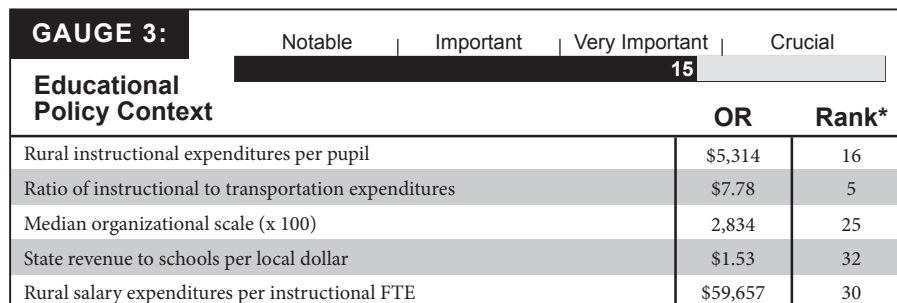 GAUGE 3:
Notable | Important | Very Important | Crucial
15
Educational
Policy Context
OR Rank*
Rural instructional expenditures per pupil $5,314 16
Ratio of instructional to transportation expenditures $7.78 5
Median organizational scale (x 100) 2,834 25
State revenue to schools per local dollar $1.53 32
Rural salary expenditures per instructional FTE $59,657 30